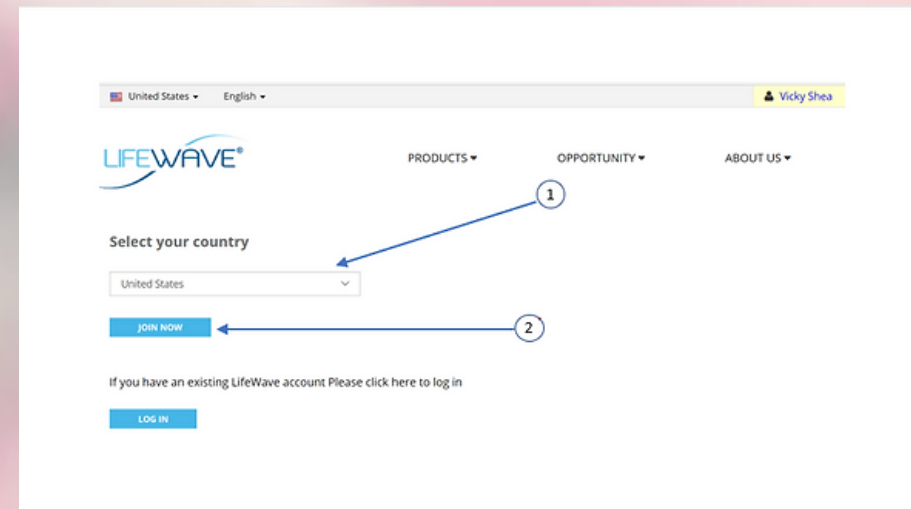 United States English Vicky Shea
LIFEWAVE® PRODUCTS OPPORTUNITY ABOUT US
1
Select your country
United States
JOIN NOW
2
If you have an existing LifeWave account Please click here to log in
LOG IN